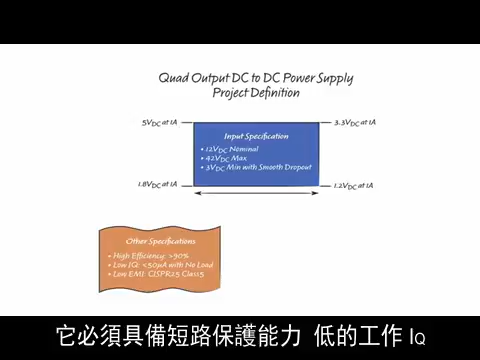 Quad Output DC to DC Power Supply
Project Definition
5VDC at 1A
3.3VDC at 1A
Input Specification
• 12VDC Nominal
• 42VDC Max
• 3VDC Min with Smooth Dropout
1.8VDC at 1A
1.2VDC at 1A
Other Specifications
• High Efficiency: >90%
• Low IQ: <50µA with No Load
• Low EMI: CISPR25 Class5
它必須具備短路保護能力 低的工作 IQ